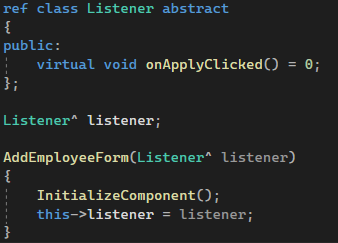 ref class Listener abstract
{
public:
    virtual void onApplyClicked() = 0;
};

Listener^ listener;

AddEmployeeForm(Listener^ listener)
{
    InitializeComponent();
    this->listener = listener;
}